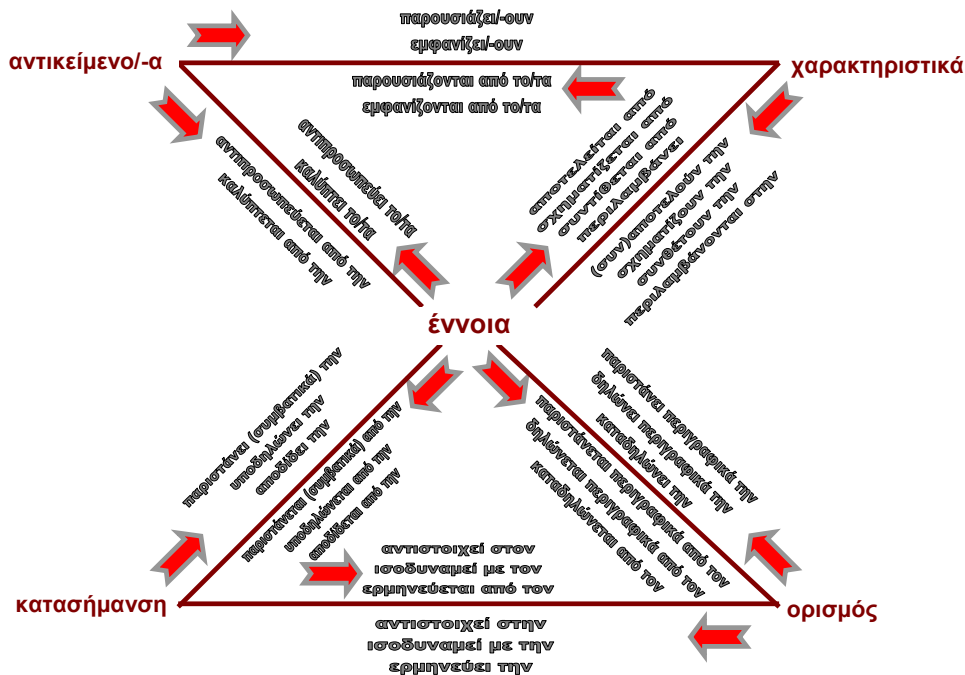 παρουσιάζει/-ουν
εμφανίζει/-ουν
αντικείμενο/-α
χαρακτηριστικά
παρουσιάζονται από το/τα
εμφανίζονται από το/τα
αντιπροσωπεύεται από την
καλύπτεται από την
αντιπροσωπεύει το/τα
καλύπτει το/τα
αποτελείται από
σχηματίζεται από
συντίθεται από
περιλαμβάνει
(συν)αποτελούν την
σχηματίζουν την
συνθέτουν την
περιλαμβάνονται στην
έννοια
παριστάνει (συμβατικά) την
υποδηλώνει την
αποδίδει την
παριστάνεται (συμβατικά) από την
υποδηλώνεται από την
αποδίδεται από την
παριστάνει περιγραφικά την
δηλώνει περιγραφικά την
καταδηλώνει την
παριστάνεται περιγραφικά από τον
δηλώνεται περιγραφικά από τον
καταδηλώνεται από τον
αντιστοιχεί στον
ισοδυναμεί με τον
ερμηνεύεται από τον
κατασήμανση
ορισμός
αντιστοιχεί στην
ισοδυναμεί με την
ερμηνεύει την